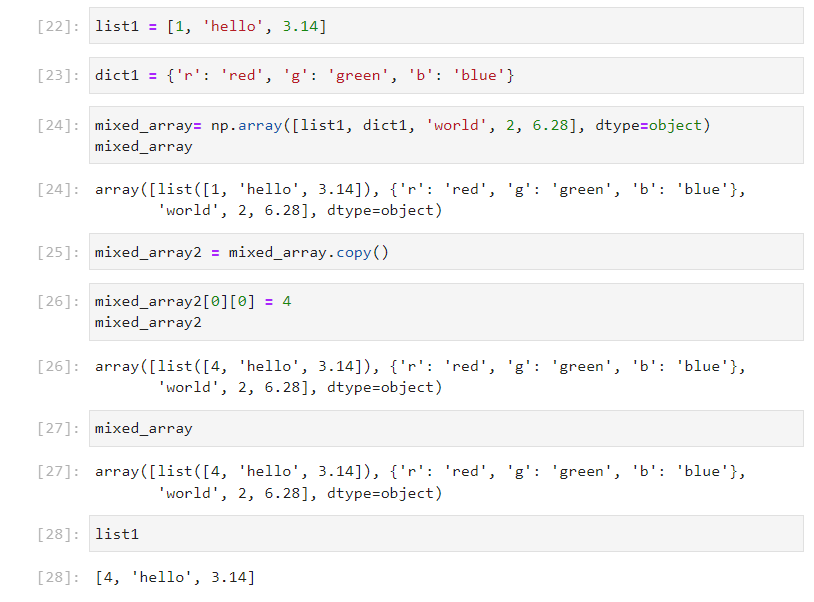 [22]: list1 = [1, 'hello', 3.14]
[23]: dict1 = {'r': 'red', 'g': 'green', 'b': 'blue'}
[24]: mixed_array= np.array([list1, dict1, 'world', 2, 6.28], dtype=object)
mixed_array
[24]: array([list([1, 'hello', 3.14]), {'r': 'red', 'g': 'green', 'b': 'blue'},
'world', 2, 6.28], dtype=object)
[25]: mixed_array2 = mixed_array.copy()
[26]: mixed_array2[0][0] = 4
mixed_array2
[26]: array([list([4, 'hello', 3.14]), {'r': 'red', 'g': 'green', 'b': 'blue'},
'world', 2, 6.28], dtype=object)
[27]: mixed_array
[27]: array([list([4, 'hello', 3.14]), {'r': 'red', 'g': 'green', 'b': 'blue'},
'world', 2, 6.28], dtype=object)
[28]: list1
[28]: [4, 'hello', 3.14]